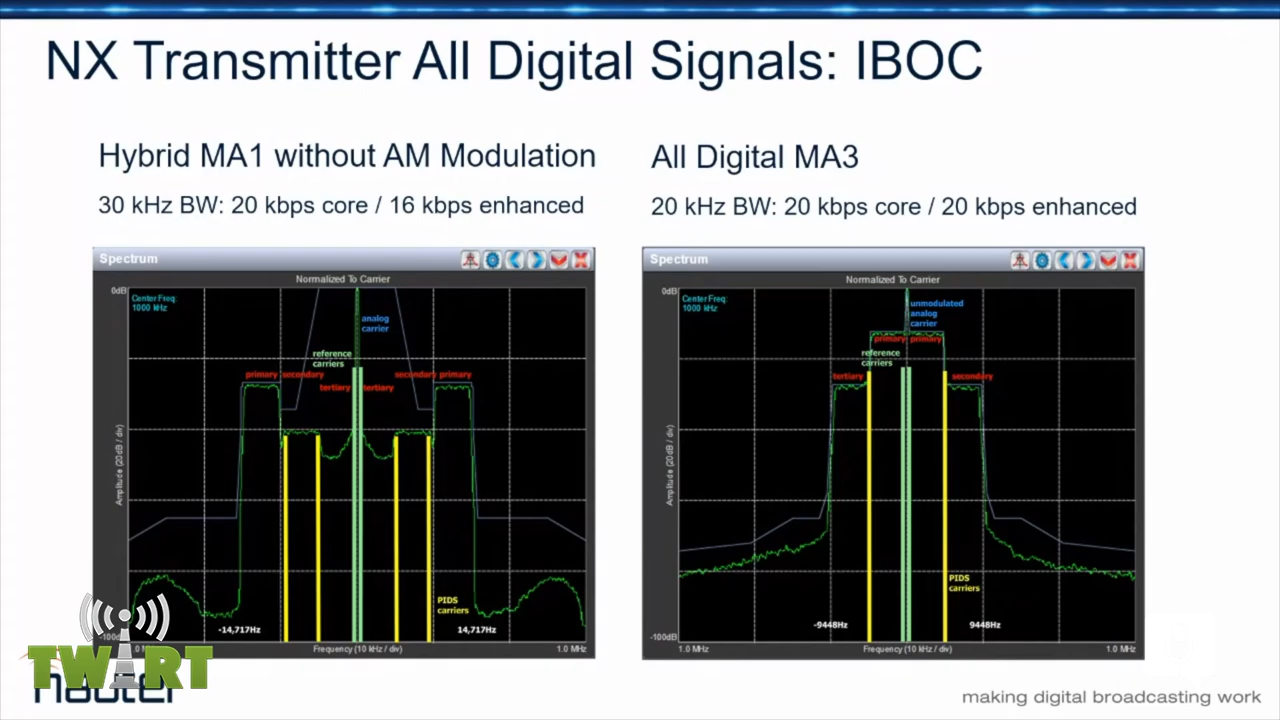 NX Transmitter All Digital Signals: IBOC
Hybrid MA1 without AM Modulation
30 kHz BW: 20 kbps core / 16 kbps enhanced
Spectrum
Normalized To Carrier
0dB
Center Freq:
1000 kHz
analog
carrier
reference
carriers
primary secondary
secondary primary
tertiary
tertiary
Amplitude (20dB / div)
PIDS
carriers
-14,717Hz
14,717Hz
-100dB
Frequency (10 kHz / div)
1.0 MHz
All Digital MA3
20 kHz BW: 20 kbps core / 20 kbps enhanced
Spectrum
Normalized To Carrier
0dB
Center Freq:
1000 kHz
unmodulated
analog
carrier
primary primary
reference
carriers
tertiary
secondary
Amplitude (20dB / div)
PIDS
carriers
-9448Hz
9448Hz
-100dB
1.0 MHz
Frequency (10 kHz / div)
1.0 MHz
TWiRT
nautel
making digital broadcasting work